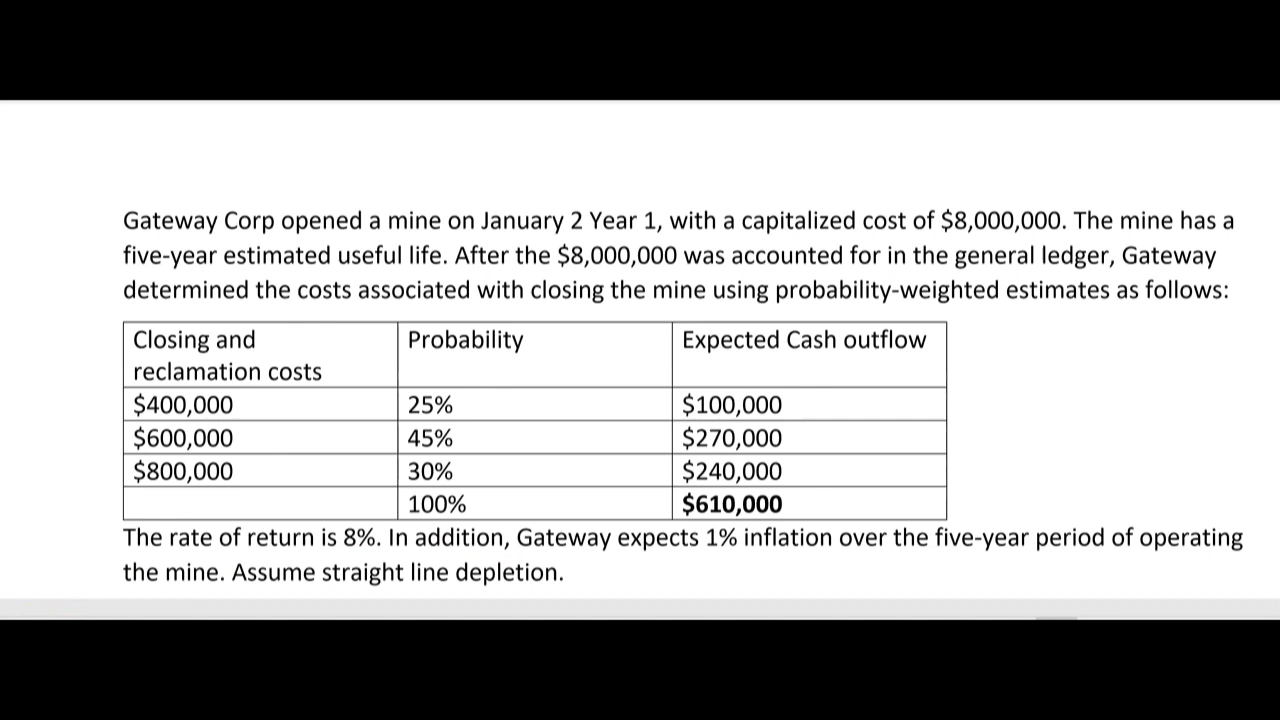 Gateway Corp opened a mine on January 2 Year 1, with a capitalized cost of $8,000,000. The mine has a
five-year estimated useful life. After the $8,000,000 was accounted for in the general ledger, Gateway
determined the costs associated with closing the mine using probability-weighted estimates as follows:
Closing and reclamation costs Probability Expected Cash outflow
$400,000 25% $100,000
$600,000 45% $270,000
$800,000 30% $240,000
100% $610,000
The rate of return is 8%. In addition, Gateway expects 1% inflation over the five-year period of operating
the mine. Assume straight line depletion.